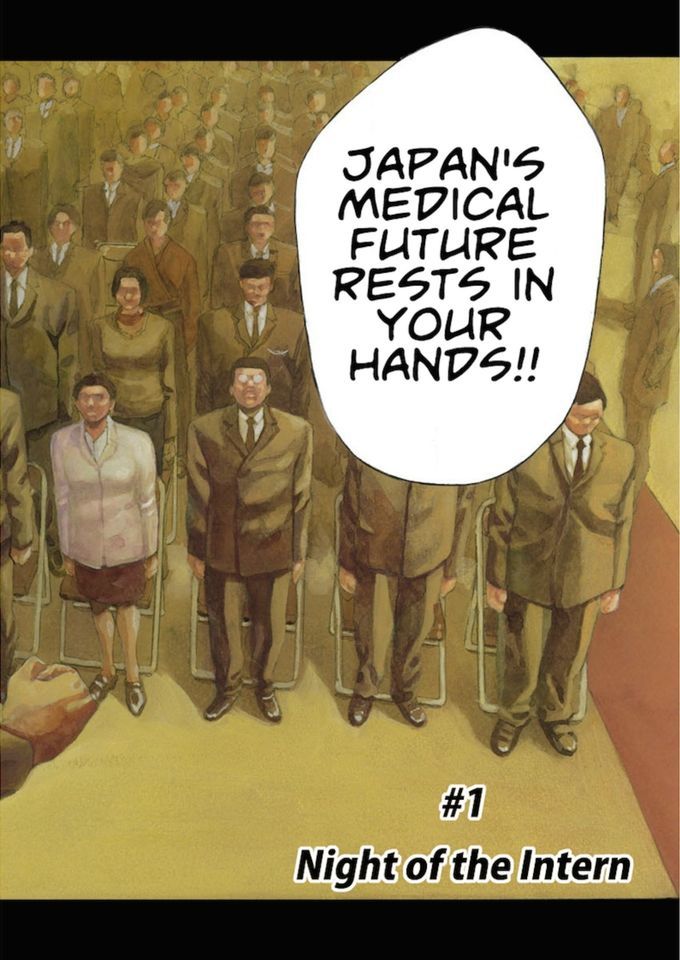 JAPAN'S
MEDICAL
FUTURE
RESTS IN
YOUR
HANDS!!
#1
Night of the Intern